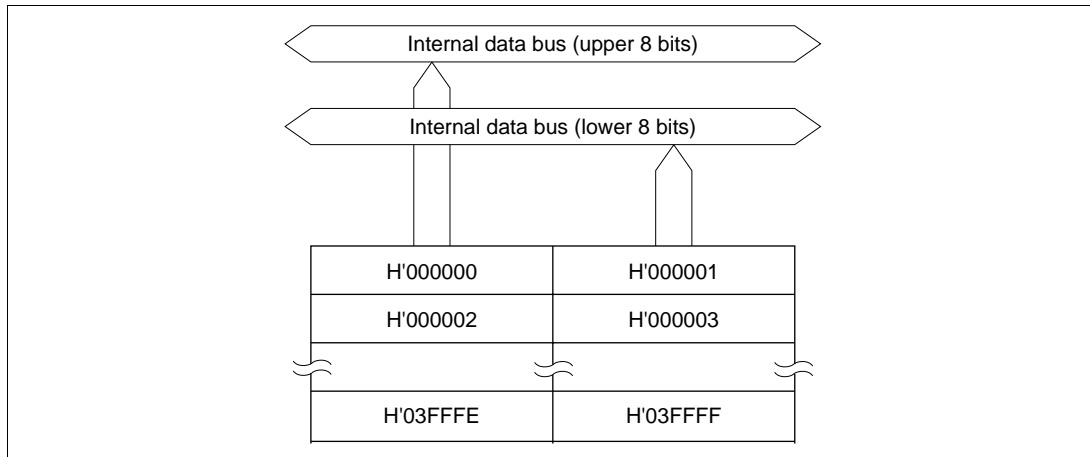 Internal data bus (upper 8 bits)
Internal data bus (lower 8 bits)
H'000000 H'000001
H'000002 H'000003
H'03FFFE H'03FFFF